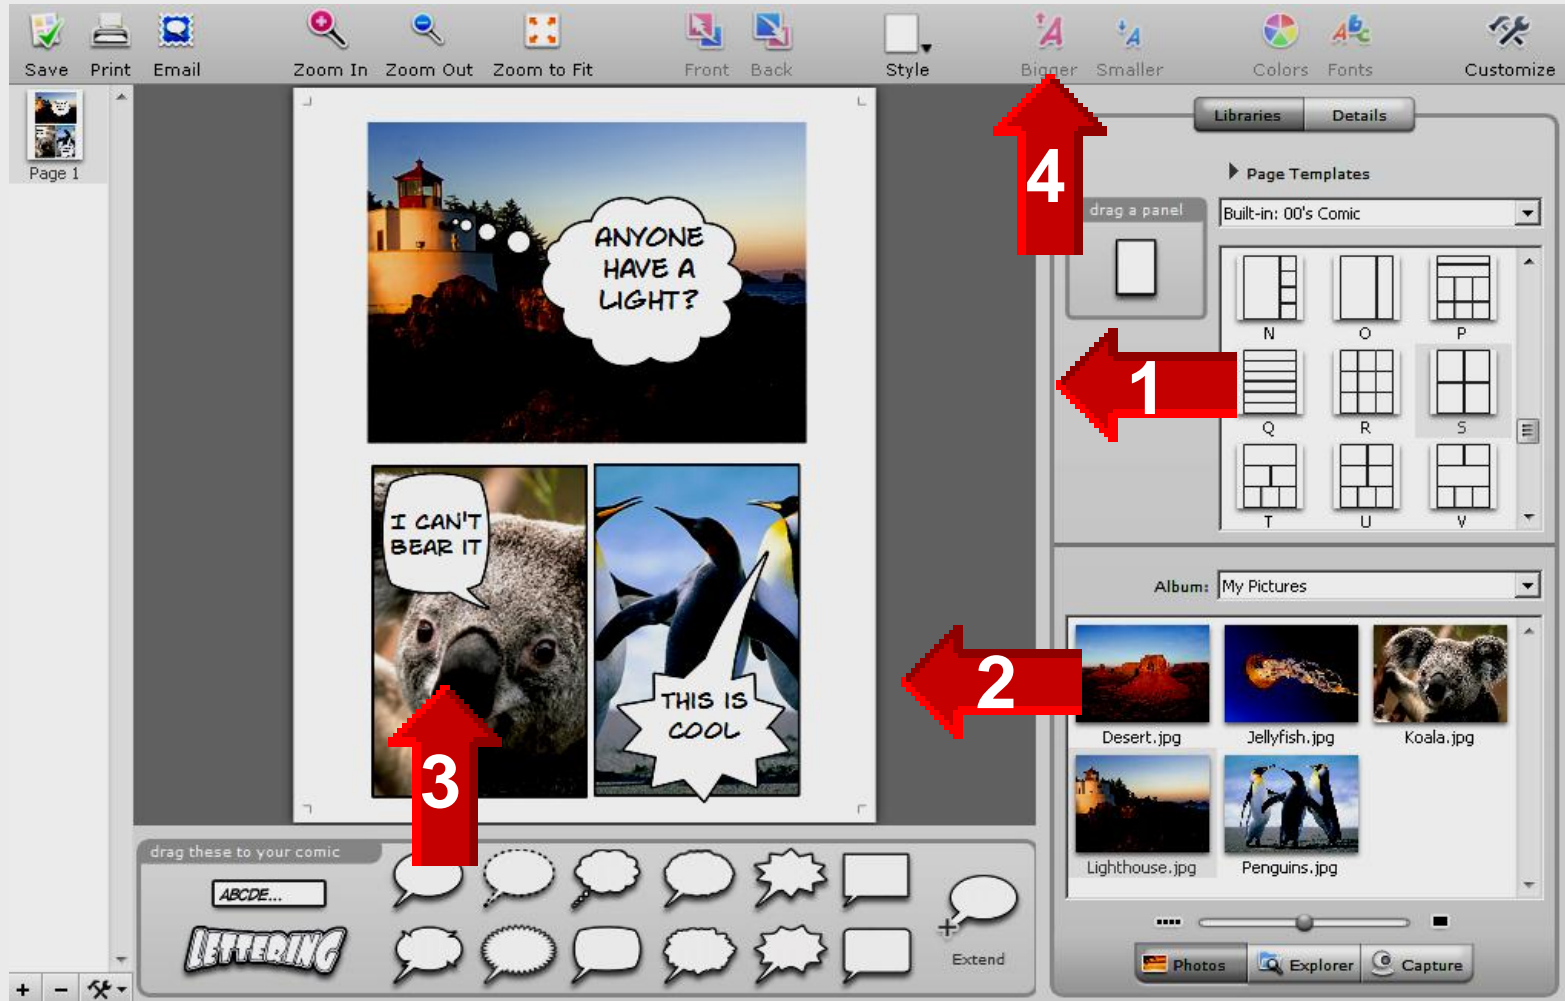 Save Print Email Zoom In Zoom Out Zoom to Fit Front Back Style Bigger Smaller Colors Fonts Customize
Page 1
ANYONE
HAVE A
LIGHT?
I CAN'T
BEAR IT
THIS IS
COOL
4
1
2
3
Libraries Details
Page Templates
drag a panel
Built-in: 00's Comic
N O P
Q R S
T U V
Album: My Pictures
Desert.jpg Jellyfish.jpg Koala.jpg
Lighthouse.jpg Penguins.jpg
Photos Explorer Capture
drag these to your comic
ABCDE...
LETTERING
Extend